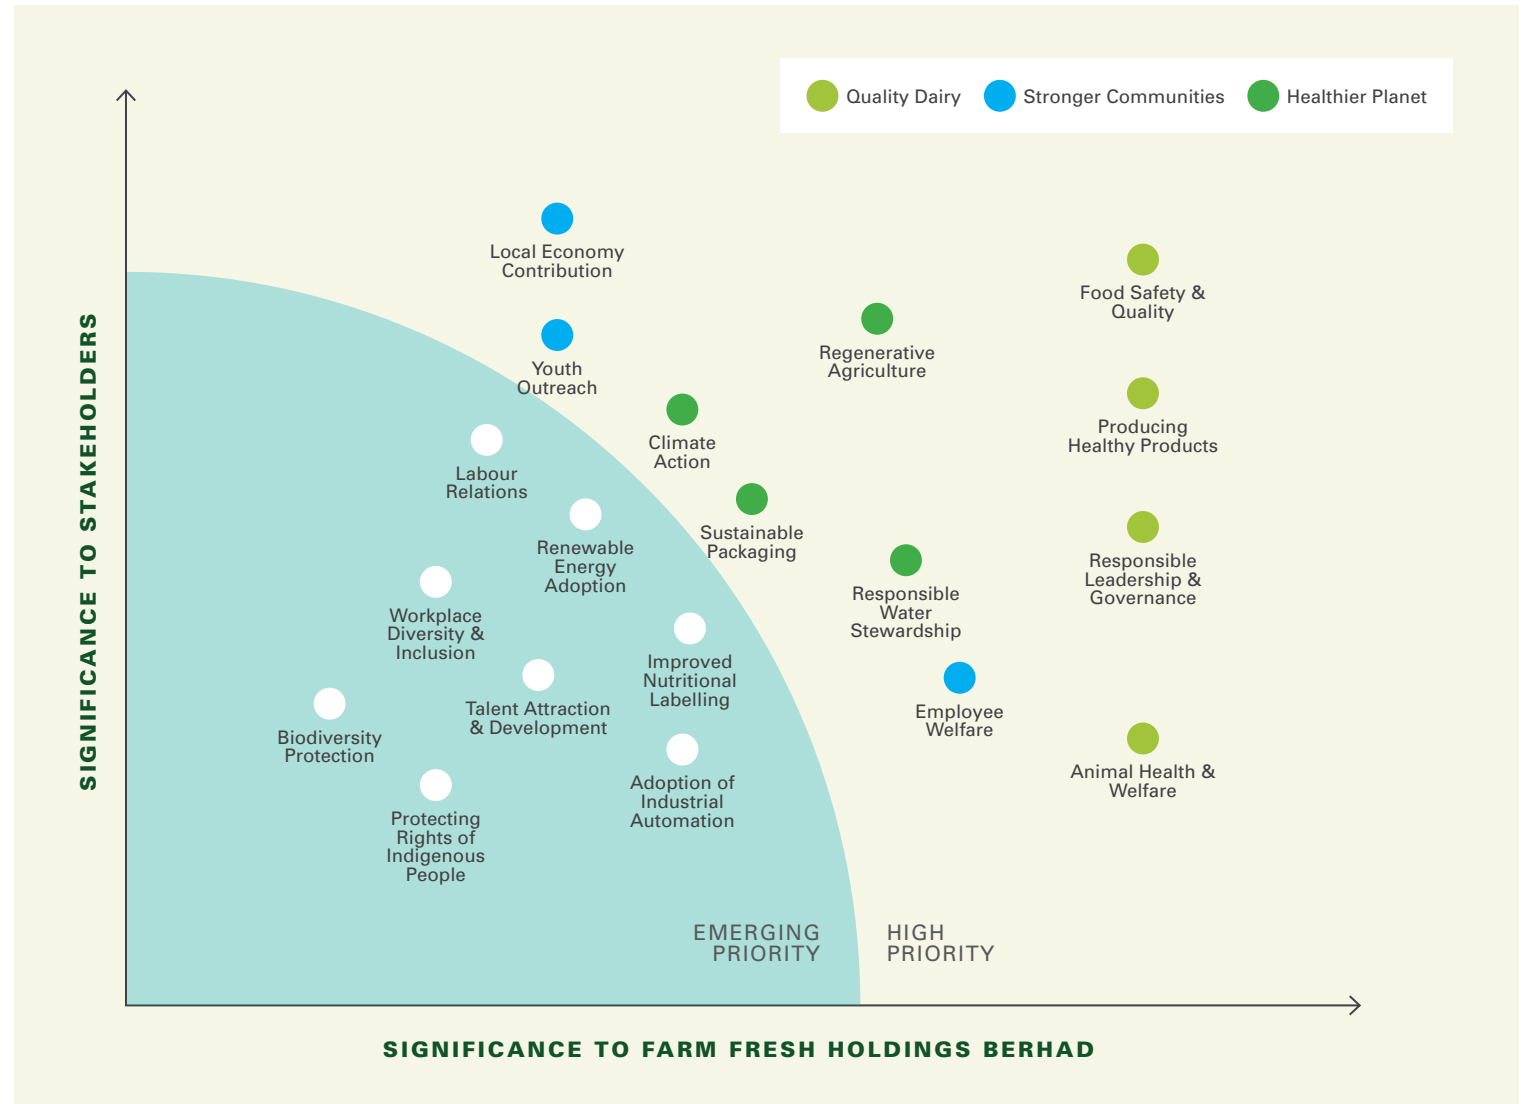 Quality Dairy
Stronger Communities
Healthier Planet
SIGNIFICANCE TO STAKEHOLDERS
Local Economy
Contribution
Food Safety &
Quality
Regenerative
Agriculture
Youth
Outreach
Climate
Action
Producing
Healthy Products
Labour
Relations
Sustainable
Packaging
Renewable
Energy
Adoption
Responsible
Leadership &
Governance
Responsible
Water
Stewardship
Workplace
Diversity &
Inclusion
Improved
Nutritional
Labelling
Talent Attraction
& Development
Employee
Welfare
Biodiversity
Protection
Animal Health &
Welfare
Adoption of
Industrial
Automation
Protecting
Rights of
Indigenous
People
EMERGING
PRIORITY
HIGH
PRIORITY
SIGNIFICANCE TO FARM FRESH HOLDINGS BERHAD